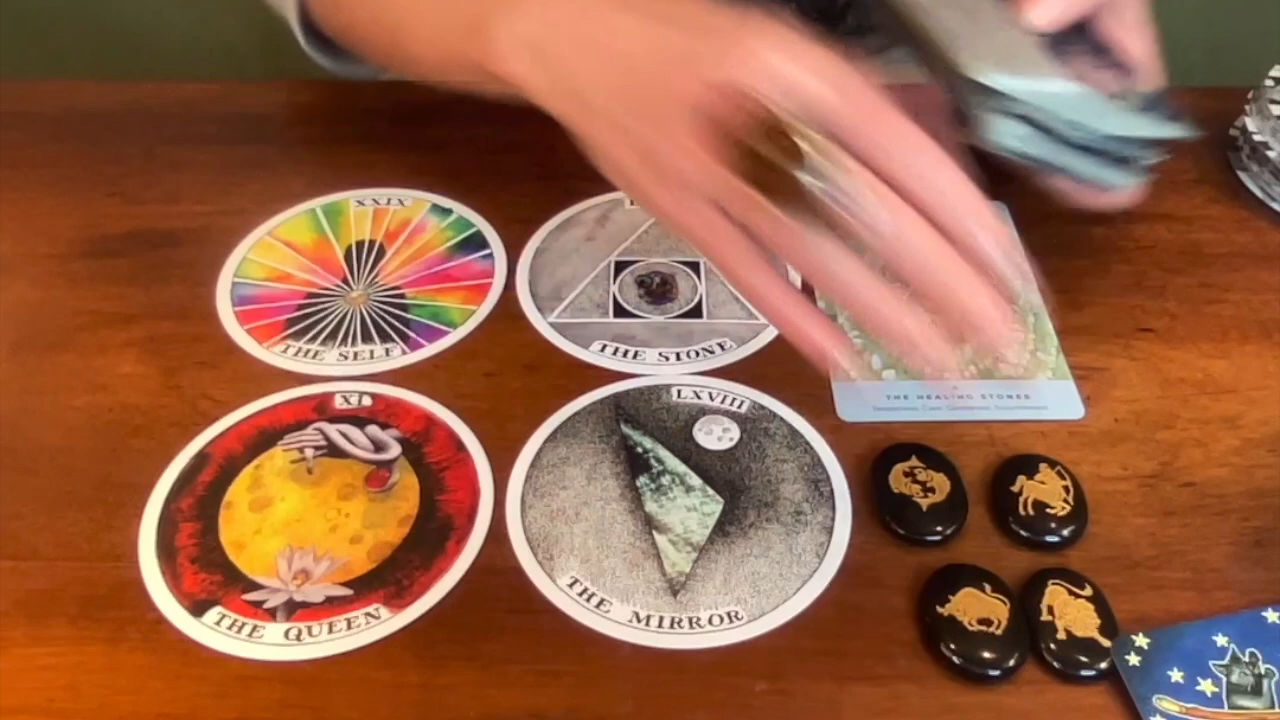 XXIX
THE SELF
THE STONE
XI
THE QUEEN
LXVIII
THE MIRROR
THE HEALING STONES